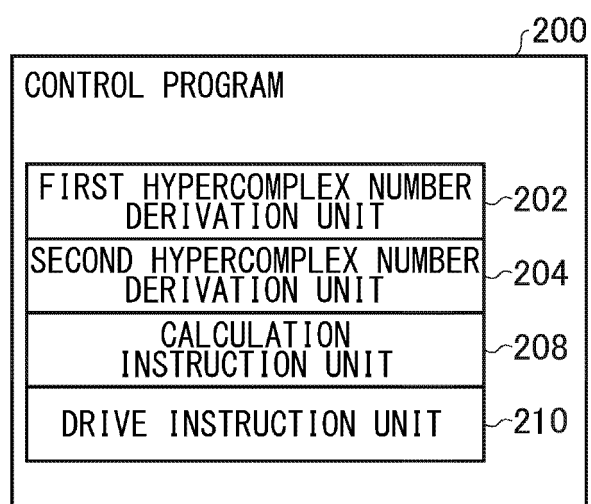 200
CONTROL PROGRAM
FIRST HYPERCOMPLEX NUMBER
DERIVATION UNIT
202
SECOND HYPERCOMPLEX NUMBER
DERIVATION UNIT
204
CALCULATION
INSTRUCTION UNIT
208
DRIVE INSTRUCTION UNIT
210